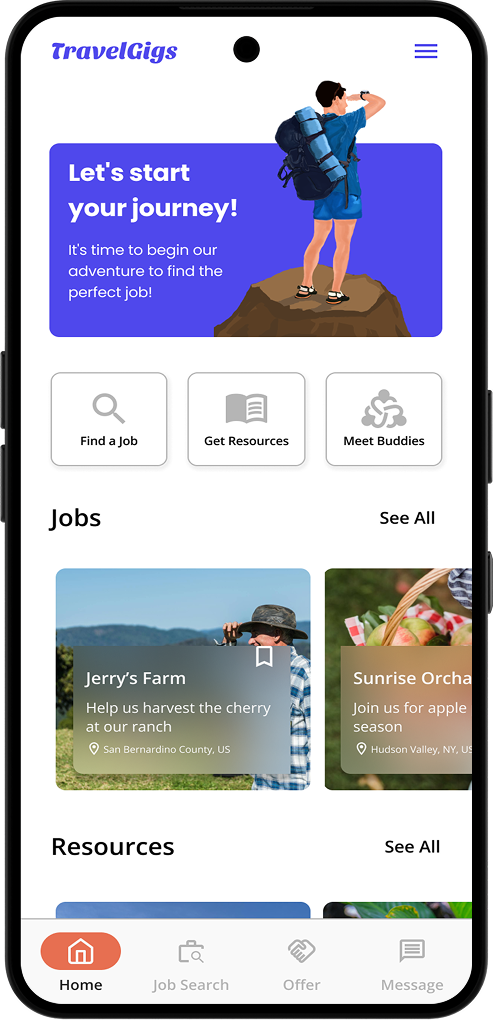 TravelGigs
Let's start
your journey!
It's time to begin our
adventure to find the
perfect job!
Find a Job
Get Resources
Meet Buddies
Jobs
See All
Jerry’s Farm
Help us harvest the cherry
at our ranch
San Bernardino County, US
Sunrise Orcha
Join us for apple
season
Hudson Valley, NY, US
Resources
See All
Home
Job Search
Offer
Message